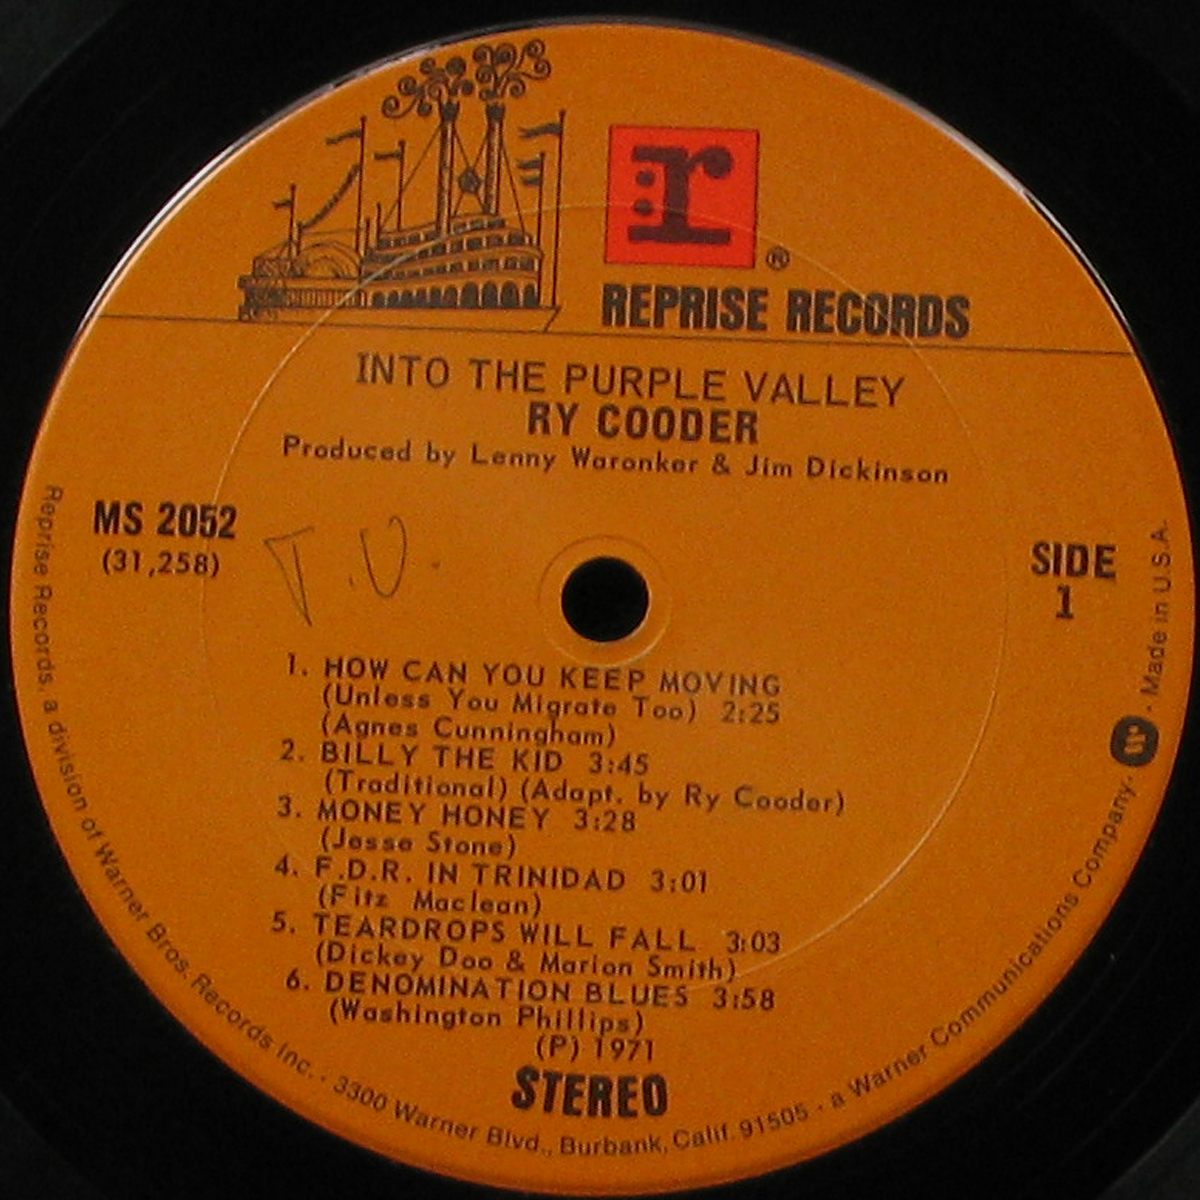 r
®
REPRISE RECORDS
INTO THE PURPLE VALLEY
RY COODER
Produced by Lenny Waronker & Jim Dickinson
MS 2052
(31,258)
T.U.
SIDE
1
1. HOW CAN YOU KEEP MOVING
(Unless You Migrate Too) 2:25
(Agnes Cunningham)
2. BILLY THE KID 3:45
(Traditional) (Adapt. by Ry Cooder)
3. MONEY HONEY 3:28
(Jesse Stone)
4. F.D.R. IN TRINIDAD 3:01
(Fitz Maclean)
5. TEARDROPS WILL FALL 3:03
(Dickey Doo & Marion Smith)
6. DENOMINATION BLUES 3:58
(Washington Phillips)
(P) 1971
STEREO
Reprise Records, a division of Warner Bros. Records Inc. · 3300 Warner Blvd., Burbank, Calif. 91505 · a Warner Communications Company · Made in U.S.A.